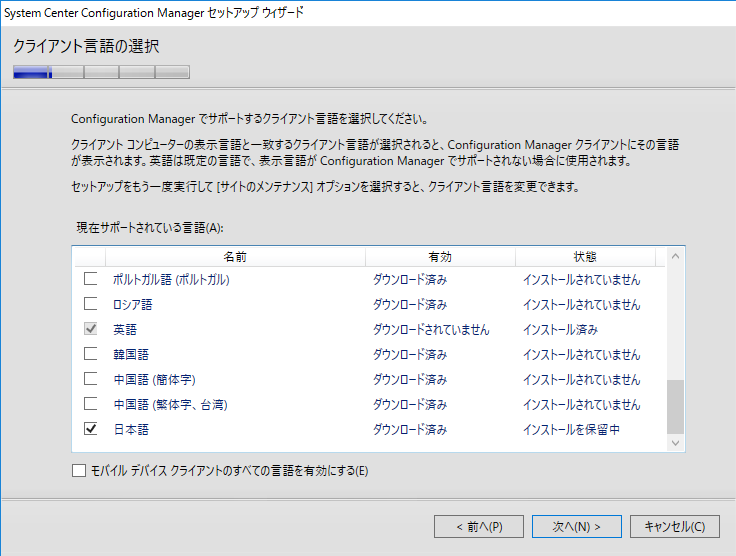 System Center Configuration Manager セットアップ ウィザード
クライアント言語の選択
Configuration Manager でサポートするクライアント言語を選択してください。
クライアント コンピューターの表示言語と一致するクライアント言語が選択されると、Configuration Manager クライアントにその言語
が表示されます。英語は既定の言語で、表示言語が Configuration Manager でサポートされない場合に使用されます。
セットアップをもう一度実行して [サイトのメンテナンス] オプションを選択すると、クライアント言語を変更できます。
現在サポートされている言語(A):
名前 有効 状態
ポルトガル語 (ポルトガル) ダウンロード済み インストールされていません
ロシア語 ダウンロード済み インストールされていません
英語 ダウンロードされていません インストール済み
韓国語 ダウンロード済み インストールされていません
中国語 (簡体字) ダウンロード済み インストールされていません
中国語 (繁体字、台湾) ダウンロード済み インストールされていません
日本語 ダウンロード済み インストールを保留中
モバイル デバイス クライアントのすべての言語を有効にする(E)
< 前へ(P) 次へ(N) > キャンセル(C)